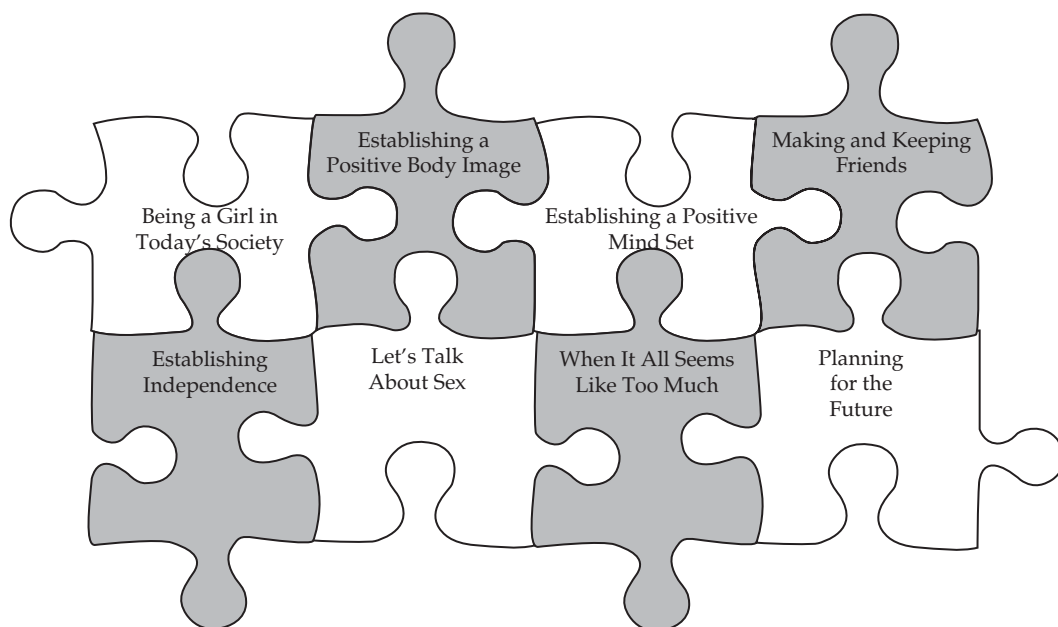 Being a Girl in
Today's Society
Establishing a
Positive Body Image
Establishing a Positive
Mind Set
Making and Keeping
Friends
Establishing
Independence
Let's Talk
About Sex
When It All Seems
Like Too Much
Planning
for the
Future